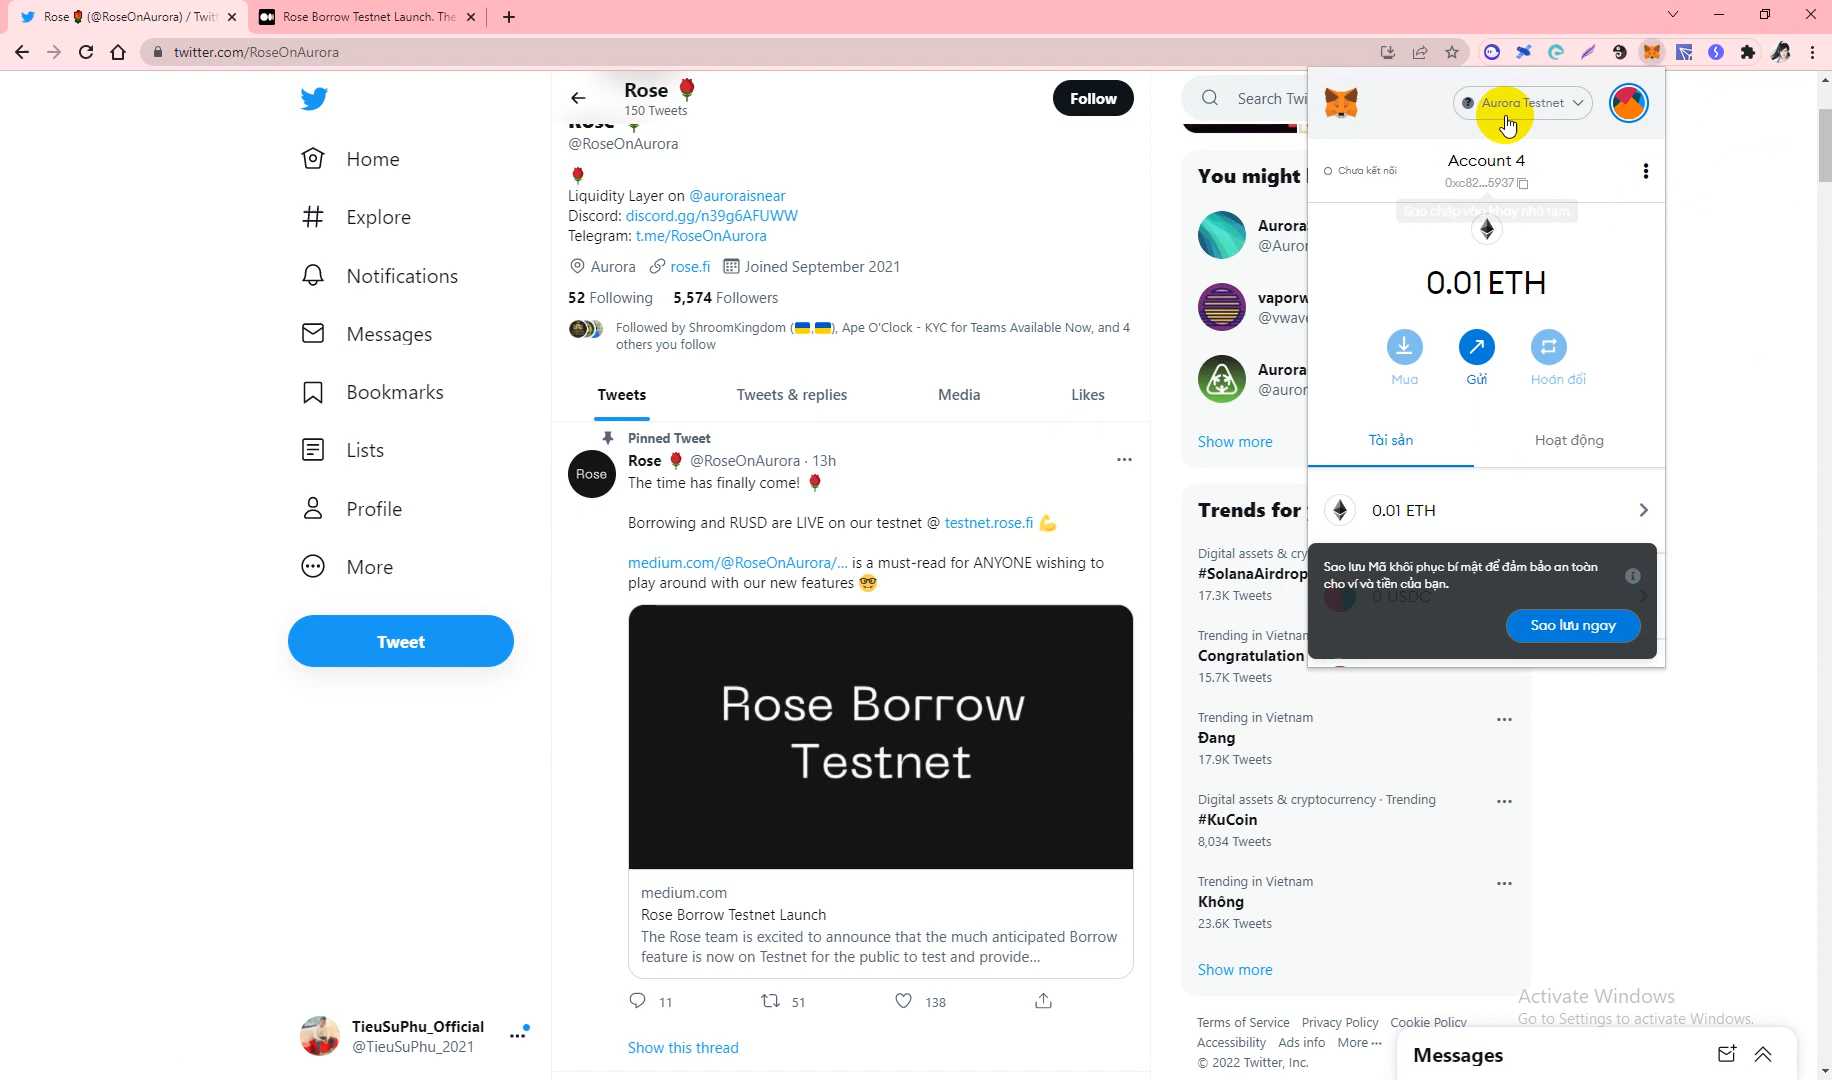 Rose 🌹 (@RoseOnAurora) / Twitt
Rose Borrow Testnet Launch. The
twitter.com/RoseOnAurora
Home
Explore
Notifications
Messages
Bookmarks
Lists
Profile
More
Tweet
TieuSuPhu_Official
@TieuSuPhu_2021
Rose 🌹
150 Tweets
Follow
Rose 🌹
@RoseOnAurora
🌹
Liquidity Layer on @auroraisnear
Discord: discord.gg/n39g6AFUWW
Telegram: t.me/RoseOnAurora
Aurora rose.fi Joined September 2021
52 Following 5,574 Followers
Followed by ShroomKingdom (🇺🇦,🇺🇦), Ape O'Clock - KYC for Teams Available Now, and 4
others you follow
Tweets Tweets & replies Media Likes
Pinned Tweet
Rose 🌹 @RoseOnAurora · 13h
Rose
The time has finally come! 🌹
Borrowing and RUSD are LIVE on our testnet @ testnet.rose.fi 💪
medium.com/@RoseOnAurora/... is a must-read for ANYONE wishing to
play around with our new features 🤓
Rose Borrow
Testnet
medium.com
Rose Borrow Testnet Launch
The Rose team is excited to announce that the much anticipated Borrow
feature is now on Testnet for the public to test and provide...
11 51 138
Show this thread
Search Twi
You might
Aurora
@Auror
vaporw
@vwave
Aurora
@auror
Show more
Trends for
Digital assets & cry
#SolanaAirdrop
17.3K Tweets
Trending in Vietnam
Congratulation
15.7K Tweets
Trending in Vietnam
Đang
17.9K Tweets
Digital assets & cryptocurrency · Trending
#KuCoin
8,034 Tweets
Trending in Vietnam
Không
23.6K Tweets
Show more
Terms of Service Privacy Policy Cookie Policy
Accessibility Ads info More ···
© 2022 Twitter, Inc.
Aurora Testnet
Chưa kết nối
Account 4
0xc82...5937
Sao chép vào khay nhớ tạm
0.01 ETH
Mua Gửi Hoán đổi
Tài sản Hoạt động
0.01 ETH
Sao lưu Mã khôi phục bí mật để đảm bảo an toàn
cho ví và tiền của bạn.
0 USDC
Sao lưu ngay
Activate Windows
Go to Settings to activate Windows.
Messages